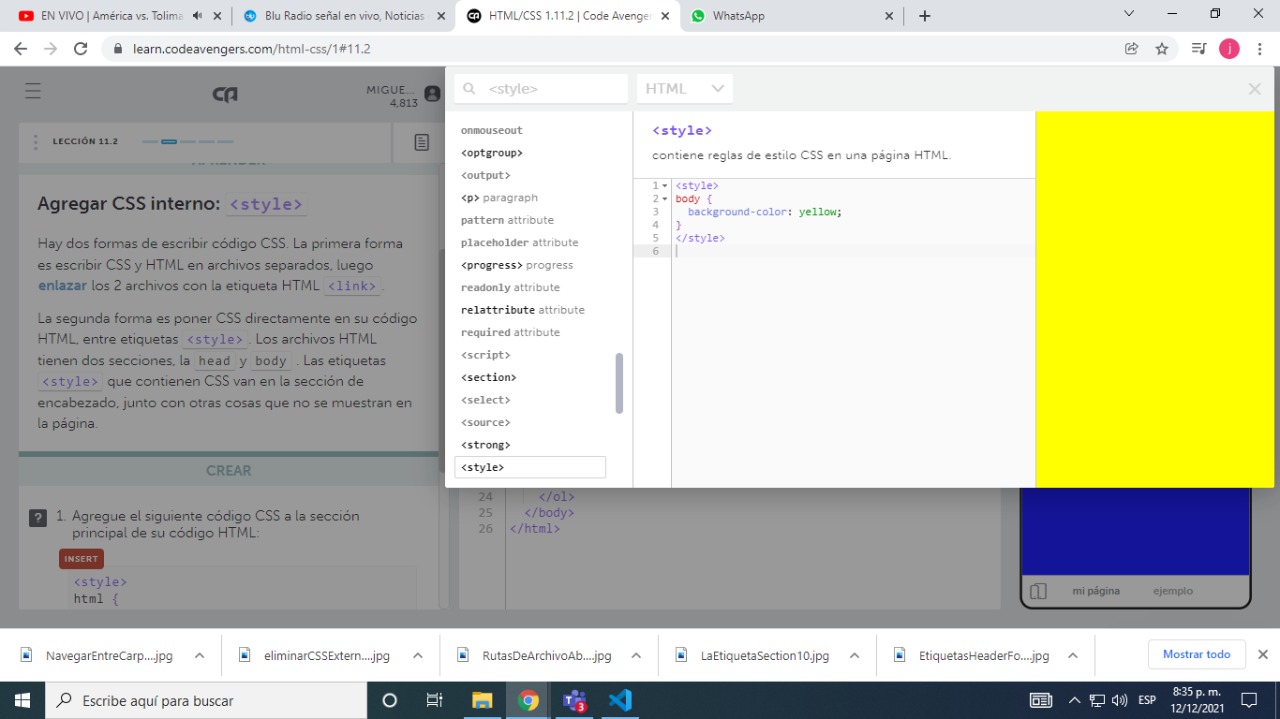 EN VIVO | América vs. Tolima
Blu Radio señal en vivo, Noticias
HTML/CSS 1.11.2 | Code Avenge
WhatsApp
learn.codeavengers.com/html-css/1#11.2
j
MIGUE...
4,813
LECCIÓN 11.2
Agregar CSS interno: <style>
Hay dos formas de escribir código CSS. La primera forma
es escribir CSS y HTML en archivos separados, luego
enlazar los 2 archivos con la etiqueta HTML <link>.
La segunda forma es poner CSS directamente en su código
HTML, entre etiquetas <style>. Los archivos HTML
tienen dos secciones, la head y body . Las etiquetas
<style> que contienen CSS van en la sección de
encabezado, junto con otras cosas que no se muestran en
la página.
CREAR
? 1. Agregue el siguiente código CSS a la sección
principal de su código HTML:
INSERT
<style>
html {
<style>
HTML
onmouseout
<optgroup>
<output>
<p> paragraph
pattern attribute
placeholder attribute
<progress> progress
readonly attribute
relattribute attribute
required attribute
<script>
<section>
<select>
<source>
<strong>
<style>
<style>
contiene reglas de estilo CSS en una página HTML.
1 <style>
2 body {
3 background-color: yellow;
4 }
5 </style>
6
24 </ol>
25 </body>
26 </html>
mi página ejemplo
NavegarEntreCarp....jpg
eliminarCSSExtern....jpg
RutasDeArchivoAb....jpg
LaEtiquetaSection10.jpg
EtiquetasHeaderFo....jpg
Mostrar todo
Escribe aquí para buscar
3
ESP
8:35 p. m.
12/12/2021